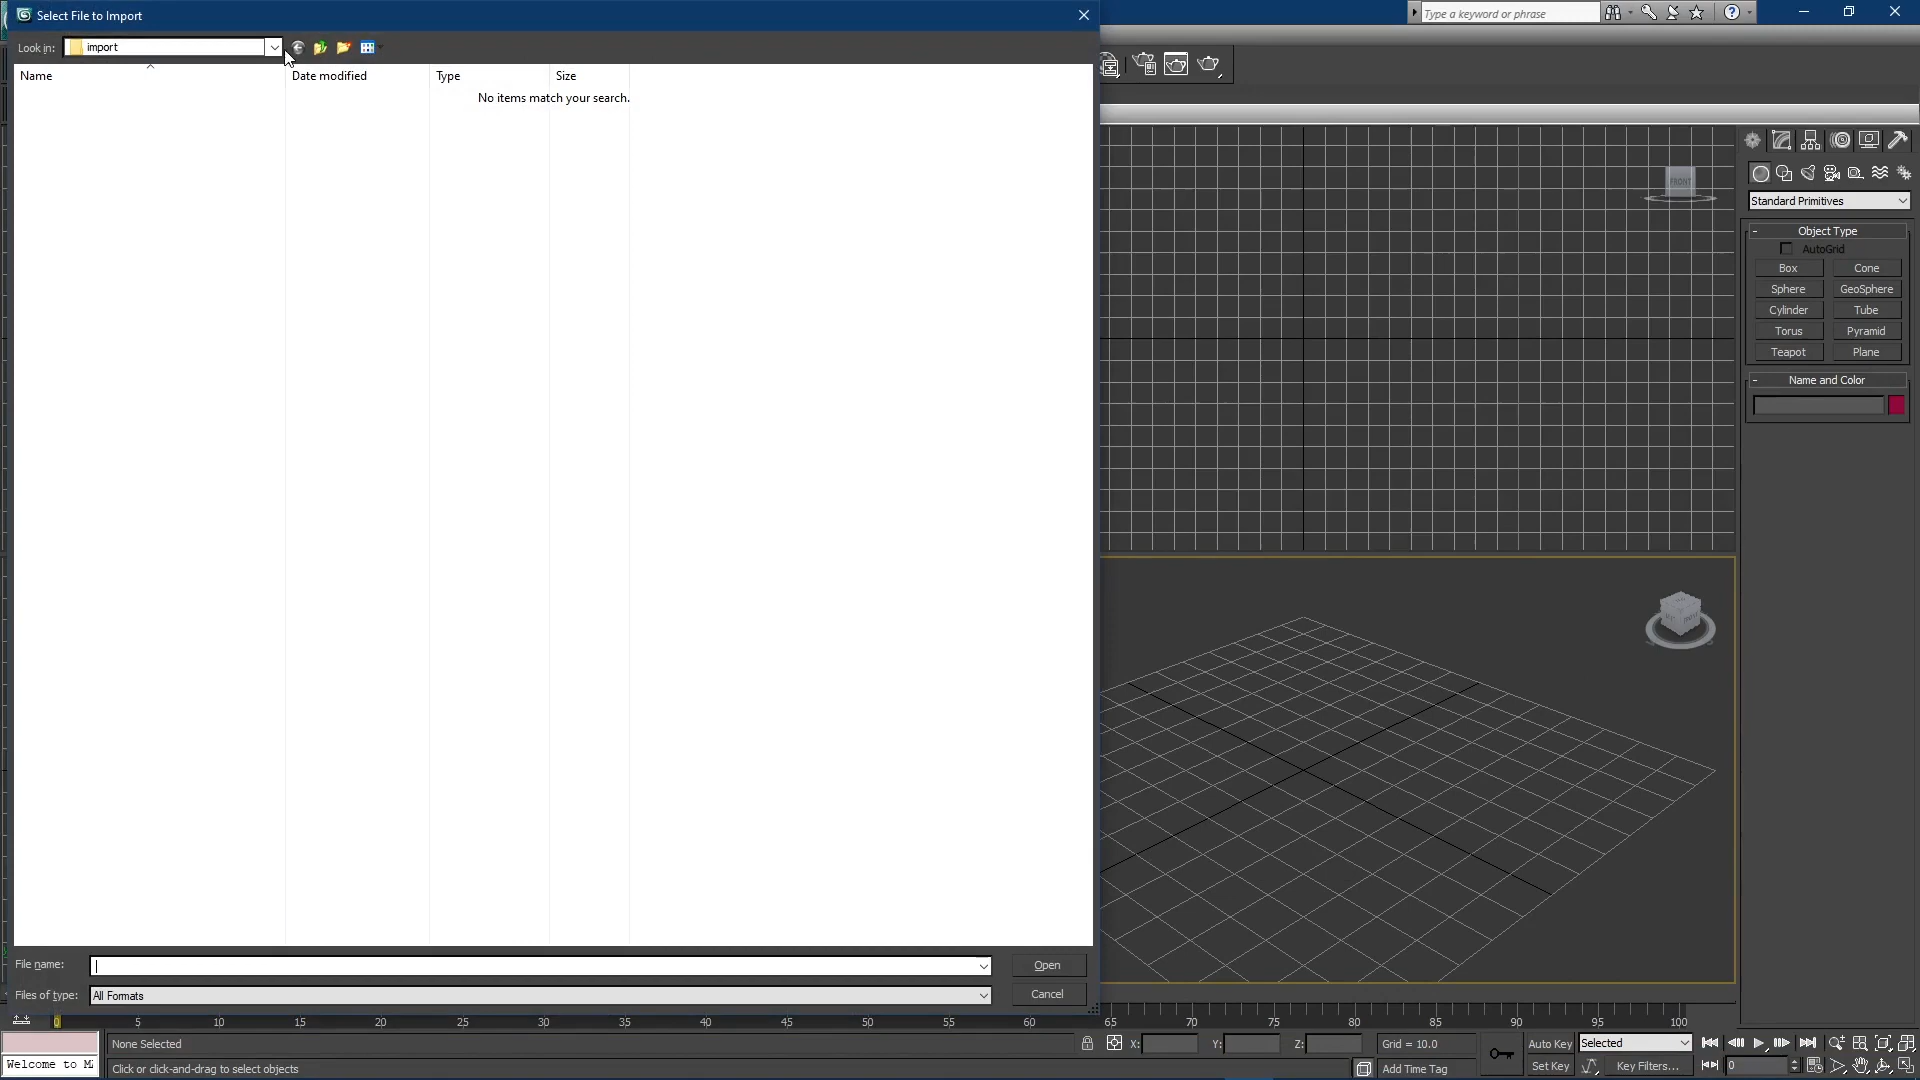 Select File to Import
Type a keyword or phrase
Look in: import
Name Date modified Type Size
No items match your search.
FRONT
Standard Primitives
- Object Type
AutoGrid
Box Cone
Sphere GeoSphere
Cylinder Tube
Torus Pyramid
Teapot Plane
- Name and Color
File name: Open
Files of type: All Formats Cancel
0 5 10 15 20 25 30 35 40 45 50 55 60 65 70 75 80 85 90 95 100
None Selected X: Y: Z: Grid = 10.0 Auto Key Selected
Welcome to M Click or click-and-drag to select objects Add Time Tag Set Key Key Filters... 0